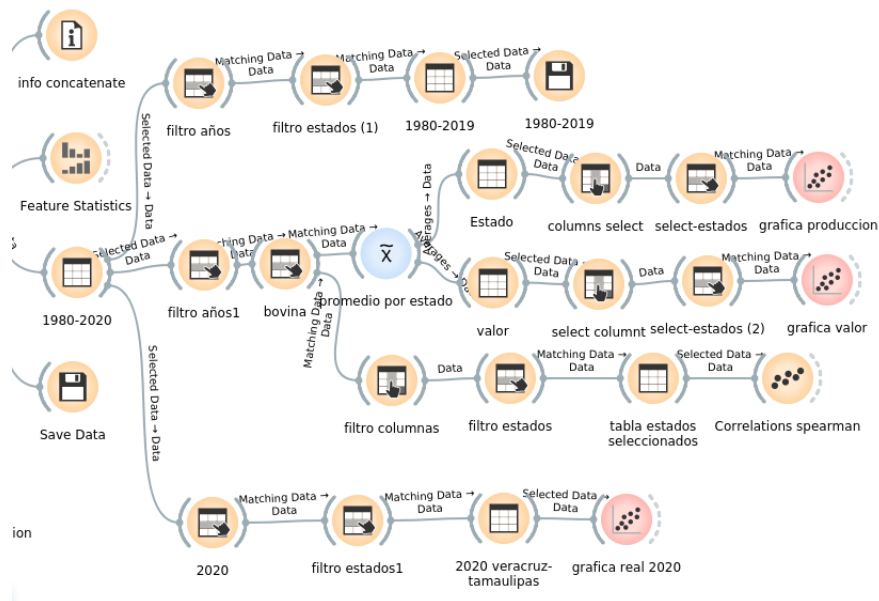 info concatenate
Matching Data →
Data
Matching Data →
Data
Selected Data →
Data
filtro años
filtro estados (1)
1980-2019
1980-2019
Selected Data → Data
Feature Statistics
Selected Data →
Data
Data
Matching Data →
Data
Averages → Data
Estado
columns select
select-estados
grafica produccion
Selected Data →
Data
Matching Data →
Data
Matching Data →
Data
1980-2020
filtro años1
bovina
promedio por estado
Averages →
Selected Data →
Data
Data
Matching Data →
Data
valor
select columnt
select-estados (2)
grafica valor
Matching Data →
Data
Selected Data → Data
Data
Matching Data →
Data
Selected Data →
Data
Save Data
filtro columnas
filtro estados
tabla estados
seleccionados
Correlations spearman
Matching Data →
Data
Matching Data →
Data
Selected Data →
Data
ion
2020
filtro estados1
2020 veracruz-
tamaulipas
grafica real 2020